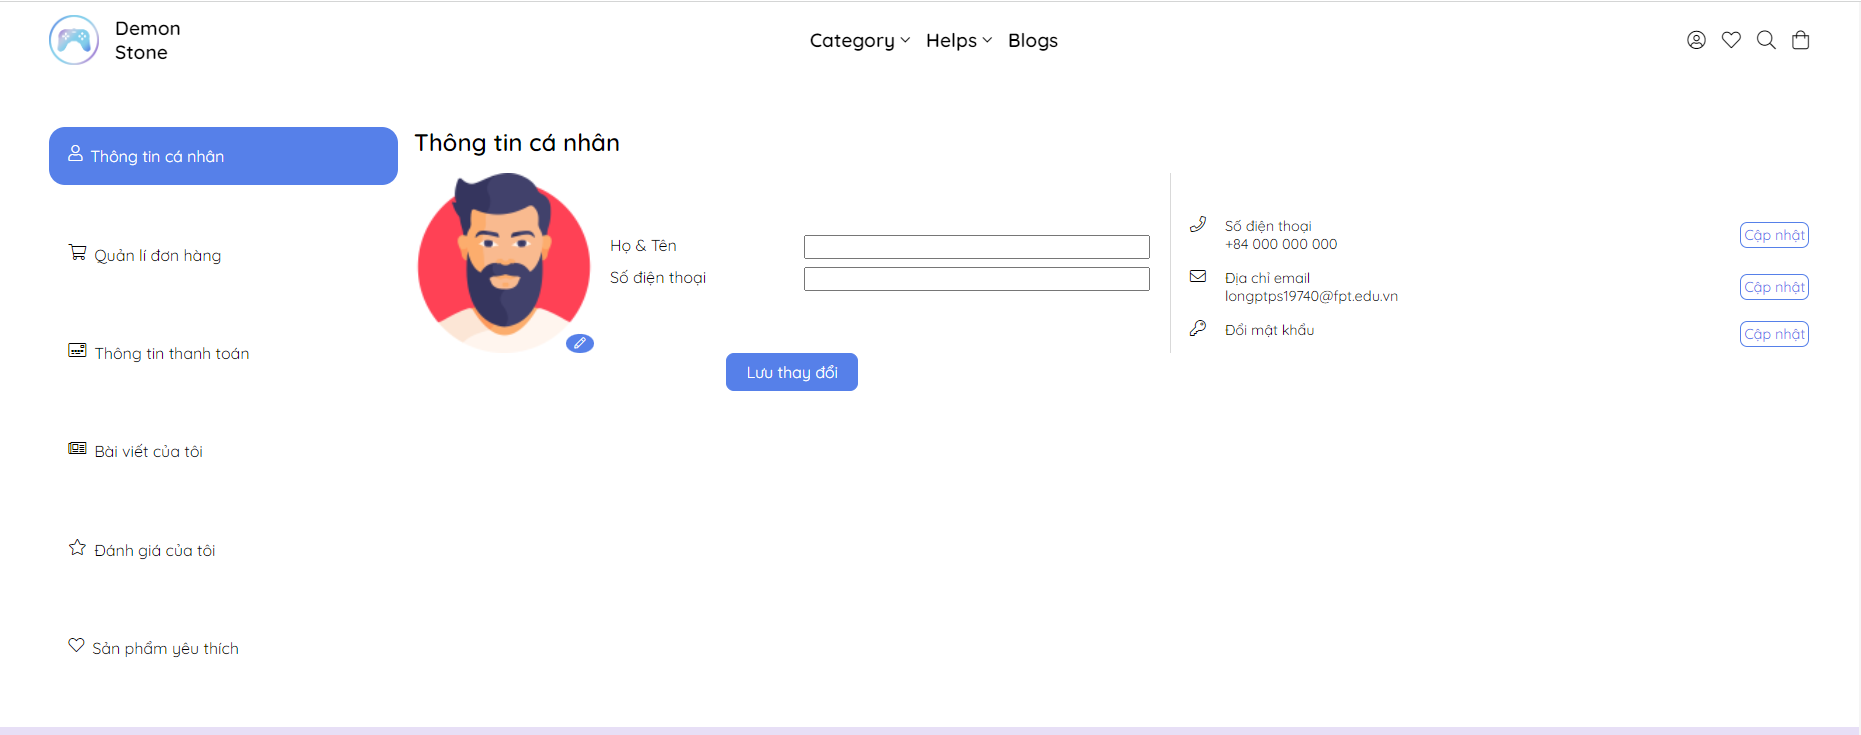 Demon
Stone
Category
Helps
Blogs
Thông tin cá nhân
Quản lí đơn hàng
Thông tin thanh toán
Bài viết của tôi
Đánh giá của tôi
Sản phẩm yêu thích
Thông tin cá nhân
Họ & Tên
Số điện thoại
Lưu thay đổi
Số điện thoại
+84 000 000 000
Cập nhật
Địa chỉ email
longptps19740@fpt.edu.vn
Cập nhật
Đổi mật khẩu
Cập nhật